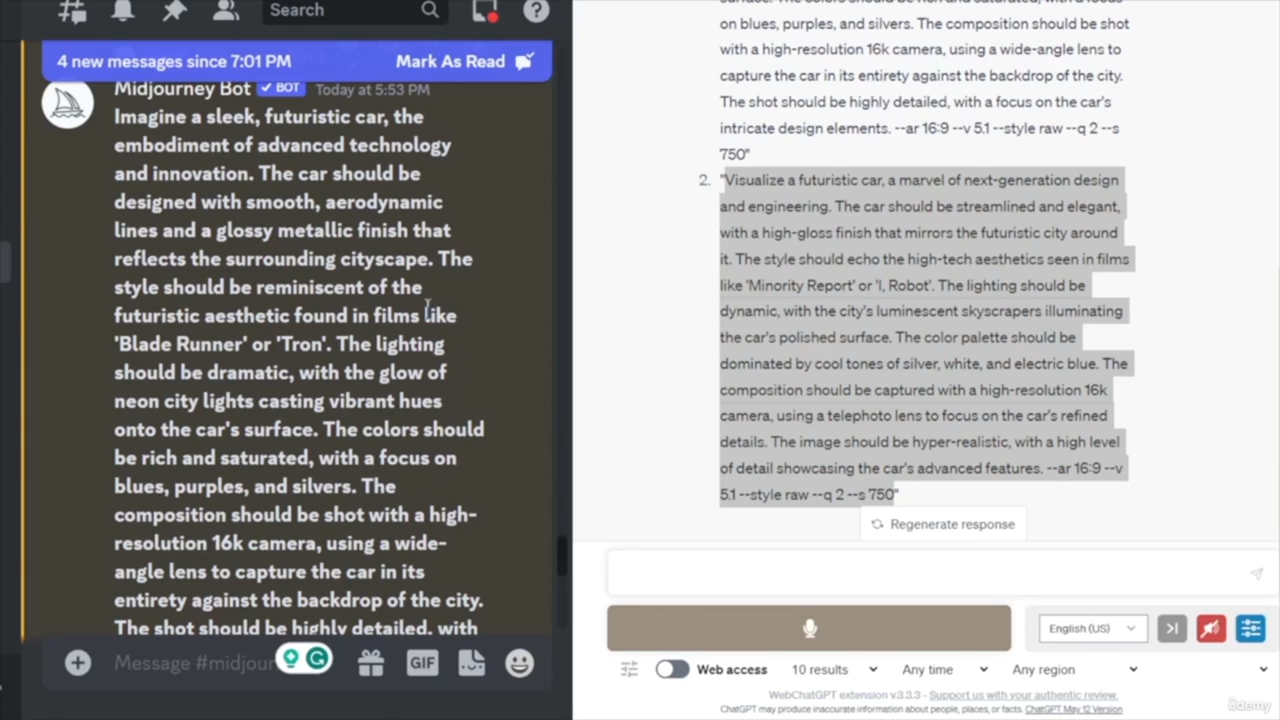 Search
4 new messages since 7:01 PM
Mark As Read
Midjourney Bot
BOT
Today at 5:53 PM
Imagine a sleek, futuristic car, the
embodiment of advanced technology
and innovation. The car should be
designed with smooth, aerodynamic
lines and a glossy metallic finish that
reflects the surrounding cityscape. The
style should be reminiscent of the
futuristic aesthetic found in films like
'Blade Runner' or 'Tron'. The lighting
should be dramatic, with the glow of
neon city lights casting vibrant hues
onto the car's surface. The colors should
be rich and saturated, with a focus on
blues, purples, and silvers. The
composition should be shot with a high-
resolution 16k camera, using a wide-
angle lens to capture the car in its
entirety against the backdrop of the city.
The shot should be highly detailed, with
Message #midjour
GIF
surface. The colors should be rich and saturated, with a focus
on blues, purples, and silvers. The composition should be shot
with a high-resolution 16k camera, using a wide-angle lens to
capture the car in its entirety against the backdrop of the city.
The shot should be highly detailed, with a focus on the car's
intricate design elements. --ar 16:9 --v 5.1 --style raw --q 2 --s
750"
2. "Visualize a futuristic car, a marvel of next-generation design
and engineering. The car should be streamlined and elegant,
with a high-gloss finish that mirrors the futuristic city around
it. The style should echo the high-tech aesthetics seen in films
like 'Minority Report' or 'I, Robot'. The lighting should be
dynamic, with the city's luminescent skyscrapers illuminating
the car's polished surface. The color palette should be
dominated by cool tones of silver, white, and electric blue. The
composition should be captured with a high-resolution 16k
camera, using a telephoto lens to focus on the car's refined
details. The image should be hyper-realistic, with a high level
of detail showcasing the car's advanced features. --ar 16:9 --v
5.1 --style raw --q 2 --s 750"
Regenerate response
English (US)
Web access
10 results
Any time
Any region
WebChatGPT extension v.3.3.3 - Support us with your authentic review.
ChatGPT may produce inaccurate information about people, places, or facts. ChatGPT May 12 Version
ûdemy